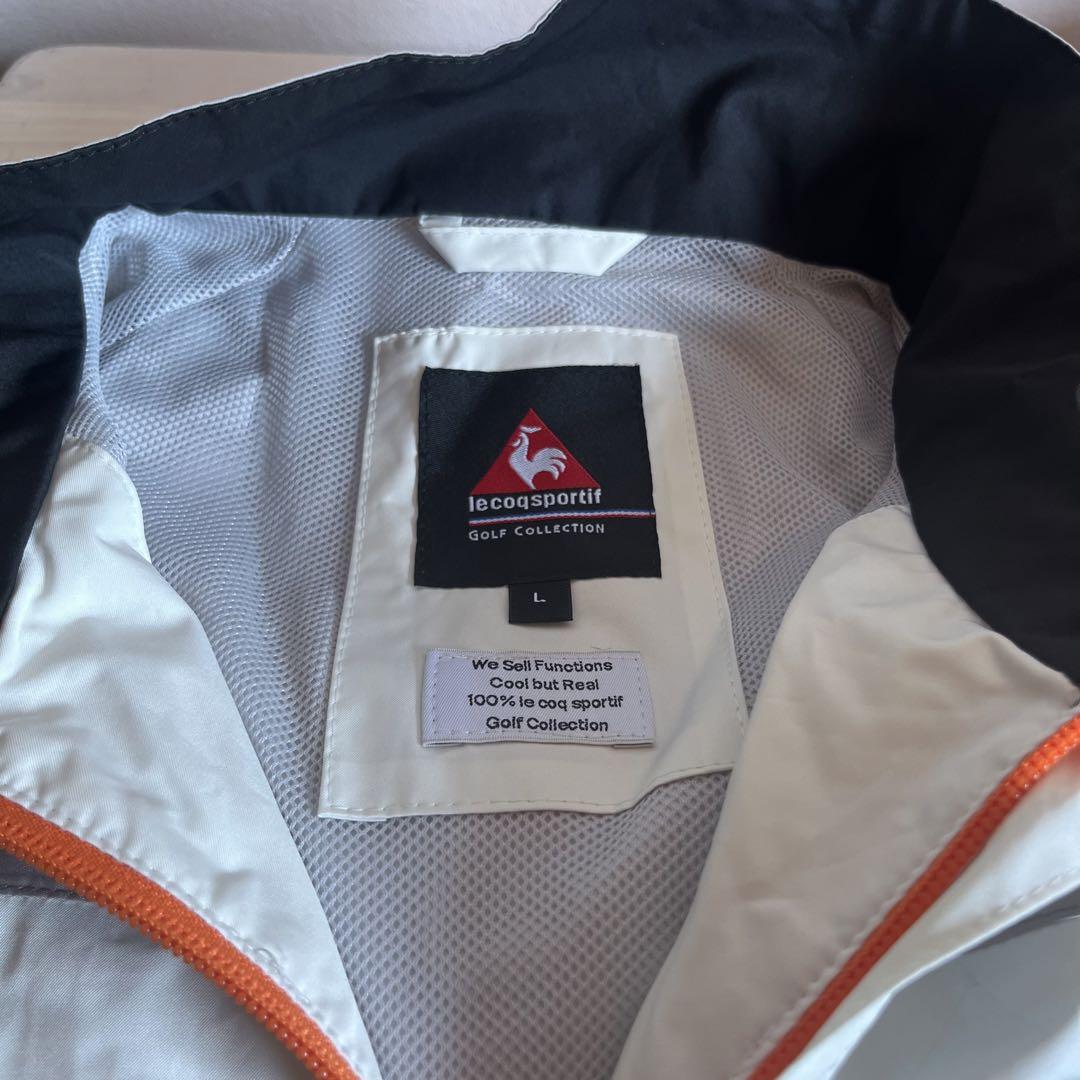 lecoqsportif
GOLF COLLECTION
L
We Sell Functions
Cool but Real
100% le coq sportif
Golf Collection